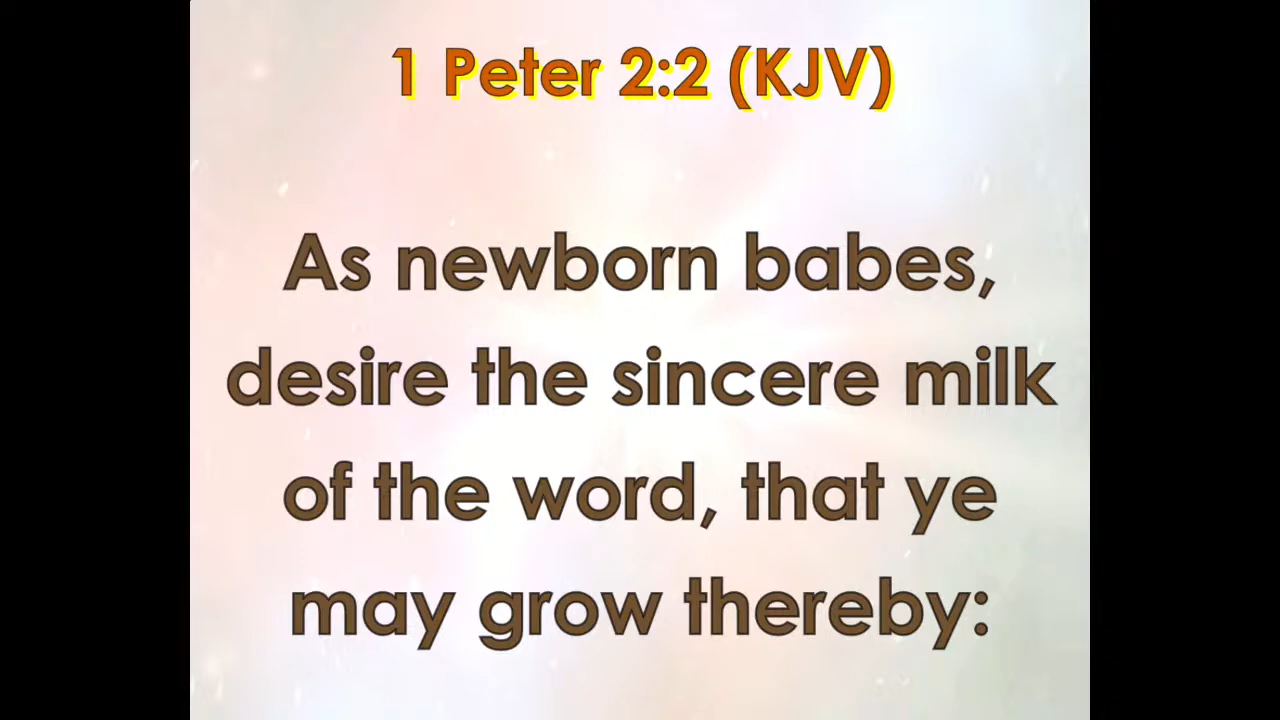 1 Peter 2:2 (KJV)
As newborn babes,
desire the sincere milk
of the word, that ye
may grow thereby: